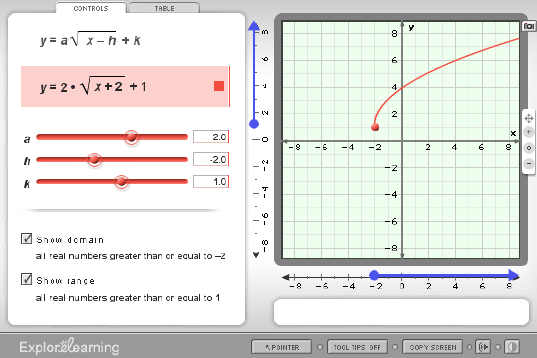 CONTROLS
TABLE
y = a√x – h + k
y = 2 • √x + 2 + 1
a 2.0
h -2.0
k 1.0
Show domain
all real numbers greater than or equal to –2
Show range
all real numbers greater than or equal to 1
8
6
4
2
0
−2
−4
−6
−8
y
8
6
4
2
x
−8 −6 −4 −2 2 4 6 8
−2
−4
−6
−8
−8 −6 −4 −2 0 2 4 6 8
ExploreLearning
POINTER
TOOL TIPS OFF
COPY SCREEN